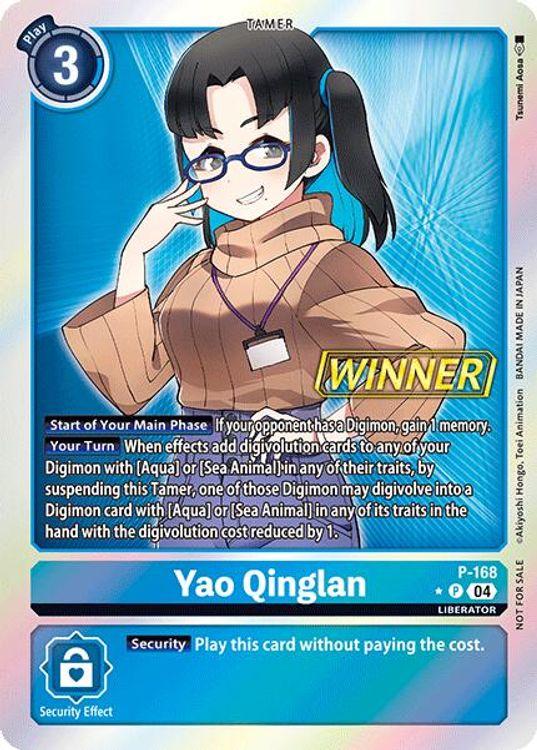 TAMER
Play
3
Tsunemi Aosa
WINNER
Start of Your Main Phase If your opponent has a Digimon, gain 1 memory.
Your Turn When effects add digivolution cards to any of your
Digimon with [Aqua] or [Sea Animal] in any of their traits, by
suspending this Tamer, one of those Digimon may digivolve into a
Digimon card with [Aqua] or [Sea Animal] in any of its traits in the
hand with the digivolution cost reduced by 1.
©Akiyoshi Hongo, Toei Animation BANDAI MADE IN JAPAN
NOT FOR SALE
Yao Qinglan
P-168
P 04
LIBERATOR
Security Play this card without paying the cost.
Security Effect